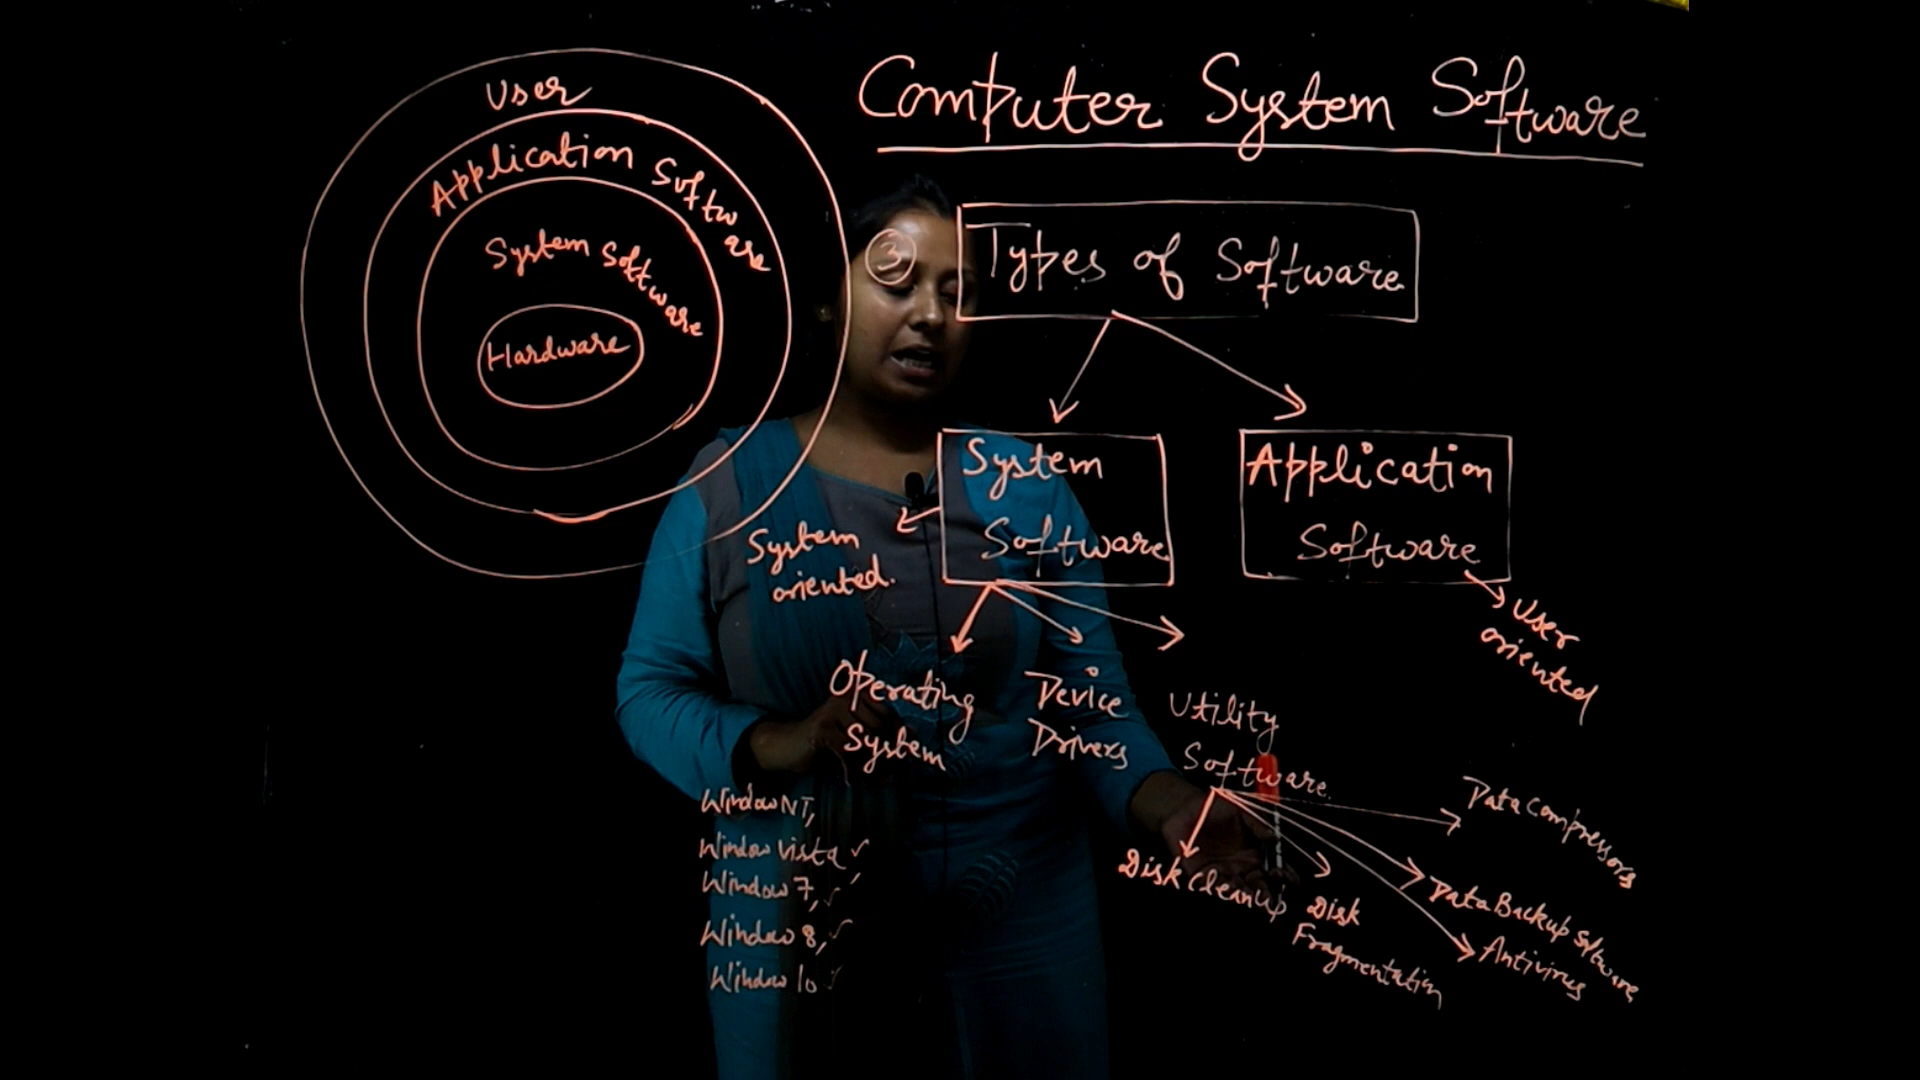 Computer System Software
User
Application Software
System Software
Hardware
3
Types of Software
System
Software
Application
Software
System
oriented.
User
oriented
Operating
System
Device
Drivers
Utility
Software.
Window NT,
Window Vista ✓,
Window 7, ✓
Window 8, ✓
Window 10 ✓
Disk Cleanup
Disk
Fragmentation
Data Compressors
Data Backup Software
Antivirus